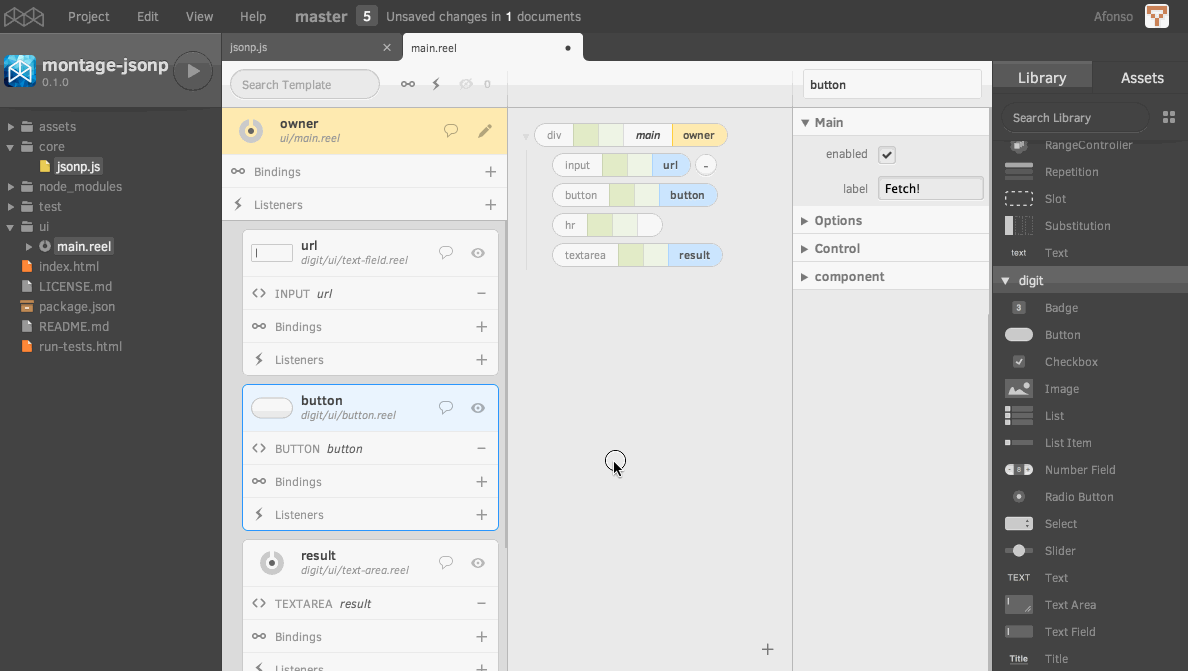 Project Edit View Help master 5 Unsaved changes in 1 documents Afonso
montage-jsonp
0.1.0
assets
core
jsonp.js
node_modules
test
ui
main.reel
index.html
LICENSE.md
package.json
README.md
run-tests.html
jsonp.js main.reel
Search Template 0
owner
ui/main.reel
Bindings
Listeners
url
digit/ui/text-field.reel
INPUT url
Bindings
Listeners
button
digit/ui/button.reel
BUTTON button
Bindings
Listeners
result
digit/ui/text-area.reel
TEXTAREA result
Bindings
Listeners
div main owner
input url -
button button
hr
textarea result
button
Main
enabled
label Fetch!
Options
Control
component
Library Assets
Search Library
RangeController
Repetition
Slot
Substitution
text Text
digit
3 Badge
Button
Checkbox
Image
List
List Item
8 Number Field
Radio Button
Select
Slider
TEXT Text
Text Area
Text Field
Title Title